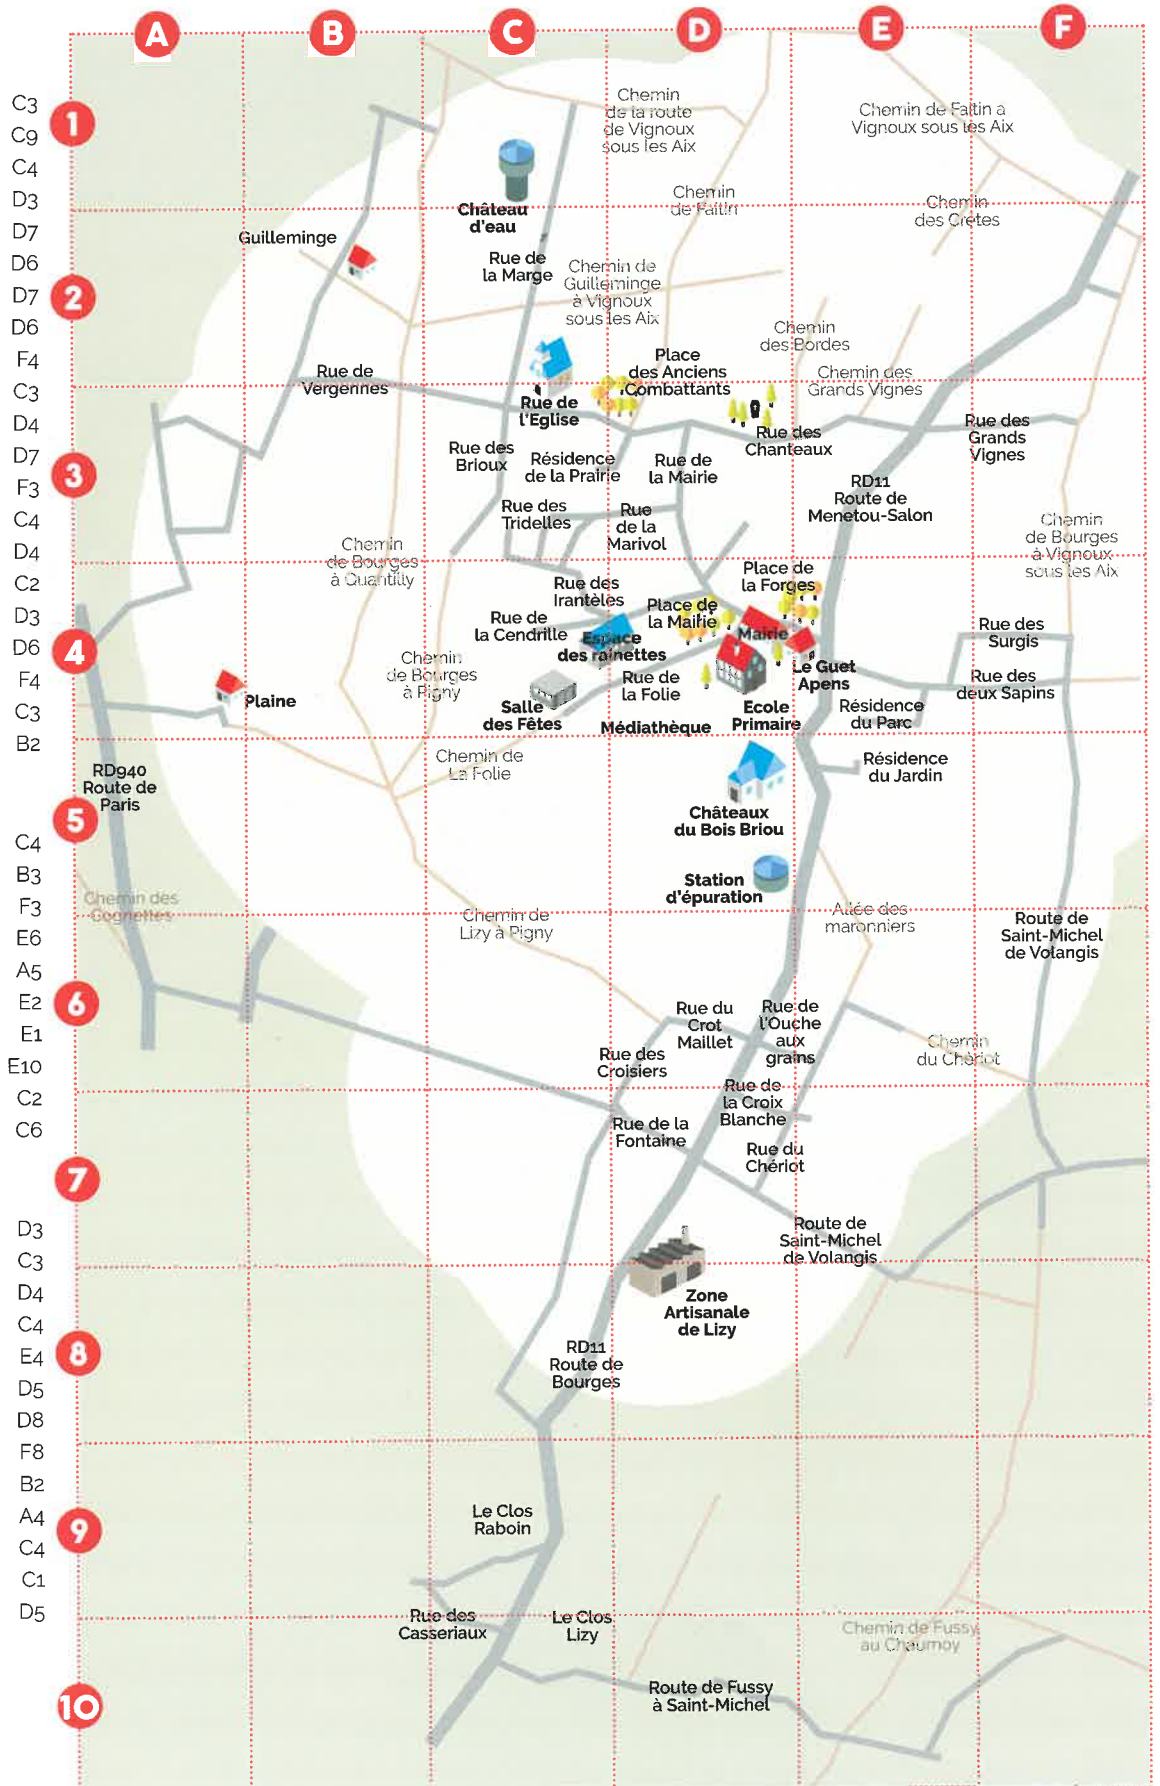 A
B
C
D
E
F
C3
C9
C4
D3
D7
D6
D7
D6
F4
C3
D4
D7
F3
C4
D4
C2
D3
D6
F4
C3
B2
C4
B3
F3
E6
A5
E2
E1
E10
C2
C6
D3
C3
D4
C4
E4
D5
D8
F8
B2
A4
C4
C1
D5
1
2
3
4
5
6
7
8
9
10
Chemin
de la route
de Vignoux
sous les Aix
Chemin de Faltin à
Vignoux sous les Aix
Chemin
de Faltin
Chemin
des Crêtes
Château
d'eau
Guilleminge
Rue de
la Marge
Chemin de
Guilleminge
à Vignoux
sous les Aix
Chemin
des Bordes
Place
des Anciens
Combattants
Chemin des
Grands Vignes
Rue de
Vergennes
Rue de
l'Eglise
Rue des
Chanteaux
Rue des
Grands
Vignes
Rue des
Brioux
Résidence
de la Prairie
Rue de
la Mairie
RD11
Route de
Menetou-Salon
Rue des
Tridelles
Rue
de la
Marivol
Chemin
de Bourges
à Vignoux
sous les Aix
Chemin
de Bourges
à Quantilly
Place de
la Forges
Rue des
Irantèles
Place de
la Mairie
Rue de
la Cendrille
Espace
des rainettes
Mairie
Rue des
Surgis
Chemin
de Bourges
à Pigny
Rue de
la Folie
Le Guet
Apens
Rue des
deux Sapins
Plaine
Salle
des Fêtes
Médiathèque
Ecole
Primaire
Résidence
du Parc
Chemin de
La Folie
Résidence
du Jardin
RD940
Route de
Paris
Châteaux
du Bois Briou
Station
d'épuration
Chemin des
Cognettes
Chemin de
Lizy à Pigny
Allée des
maronniers
Route de
Saint-Michel
de Volangis
Rue du
Crot
Maillet
Rue de
l'Ouche
aux
grains
Rue des
Croisiers
Chemin
du Chériot
Rue de
la Croix
Blanche
Rue de la
Fontaine
Rue du
Chériot
Route de
Saint-Michel
de Volangis
Zone
Artisanale
de Lizy
RD11
Route de
Bourges
Le Clos
Raboin
Rue des
Casseriaux
Le Clos
Lizy
Chemin de Fussy
au Chaumoy
Route de Fussy
à Saint-Michel